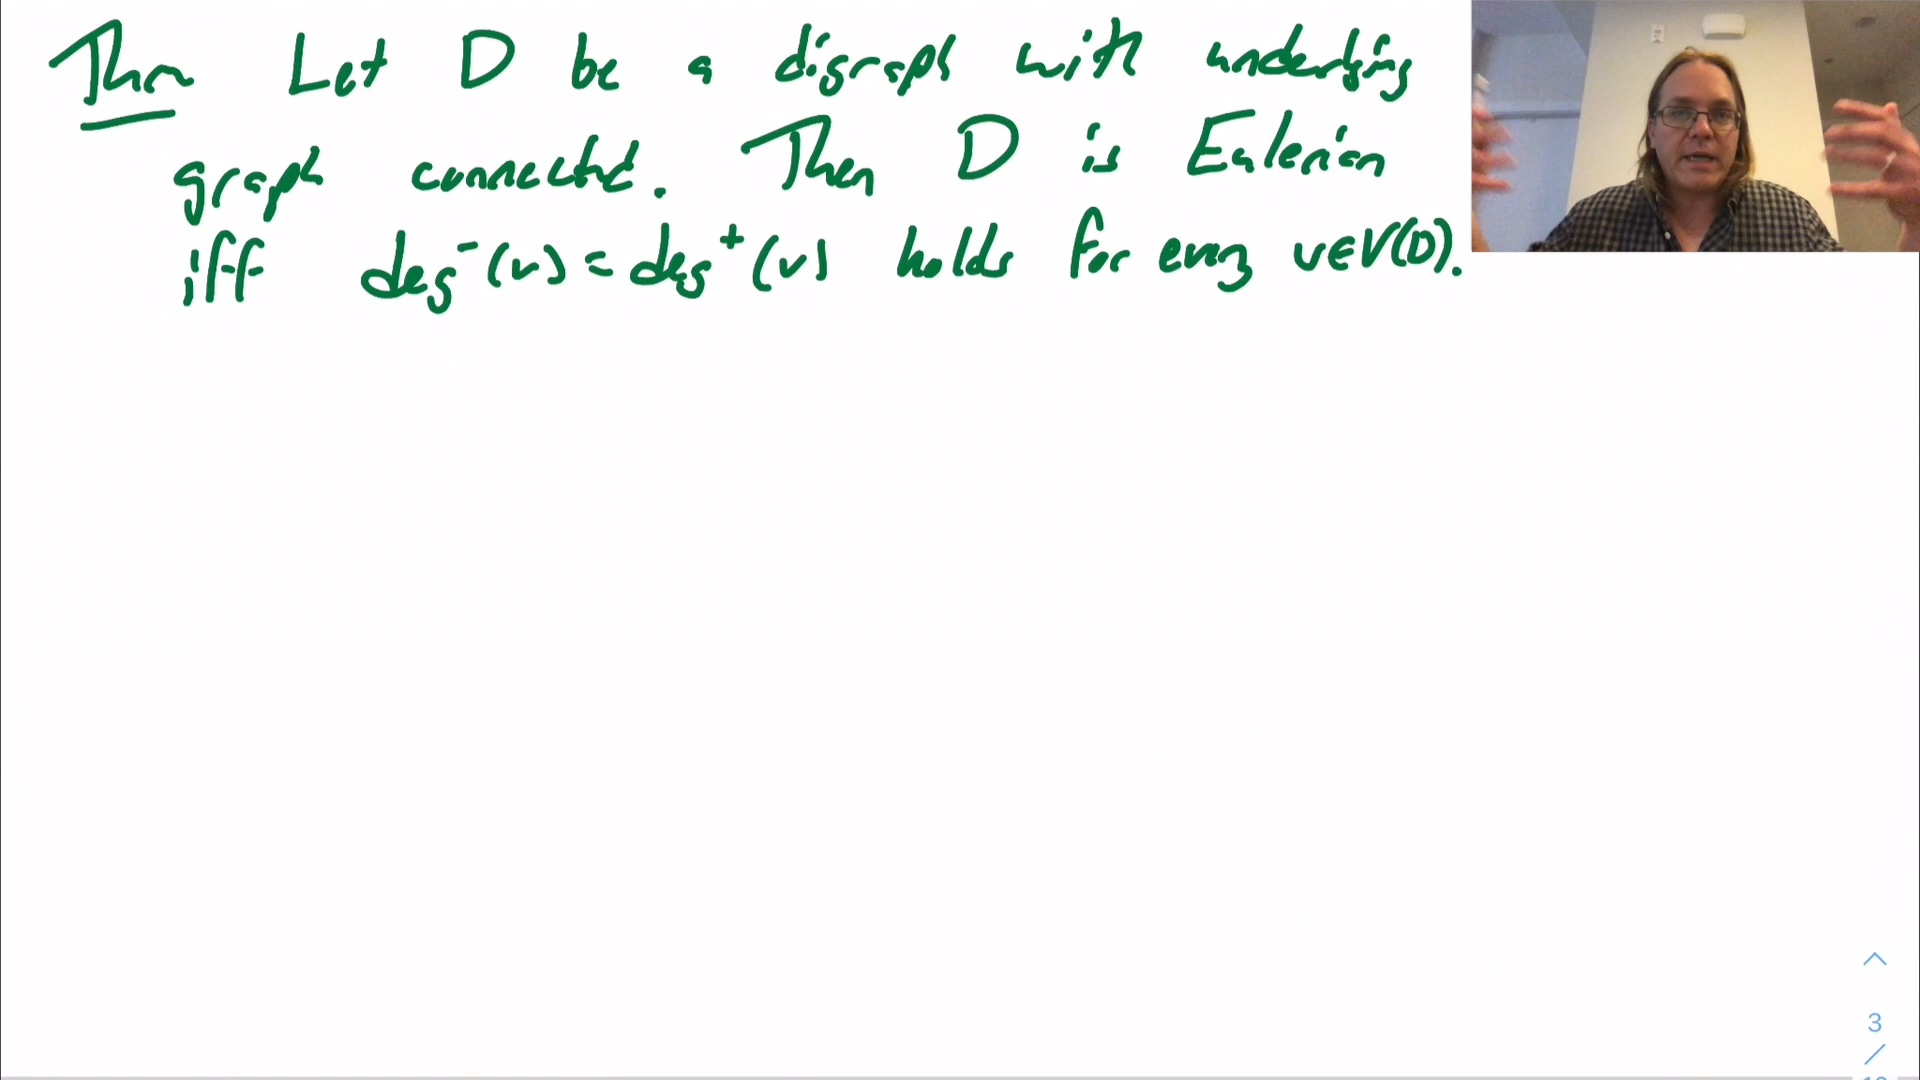 Thm Let D be a digraph with underlying
graph connected. Then D is Eulerian
iff deg⁻(v) = deg⁺(v) holds for every v∈V(D).
3
/